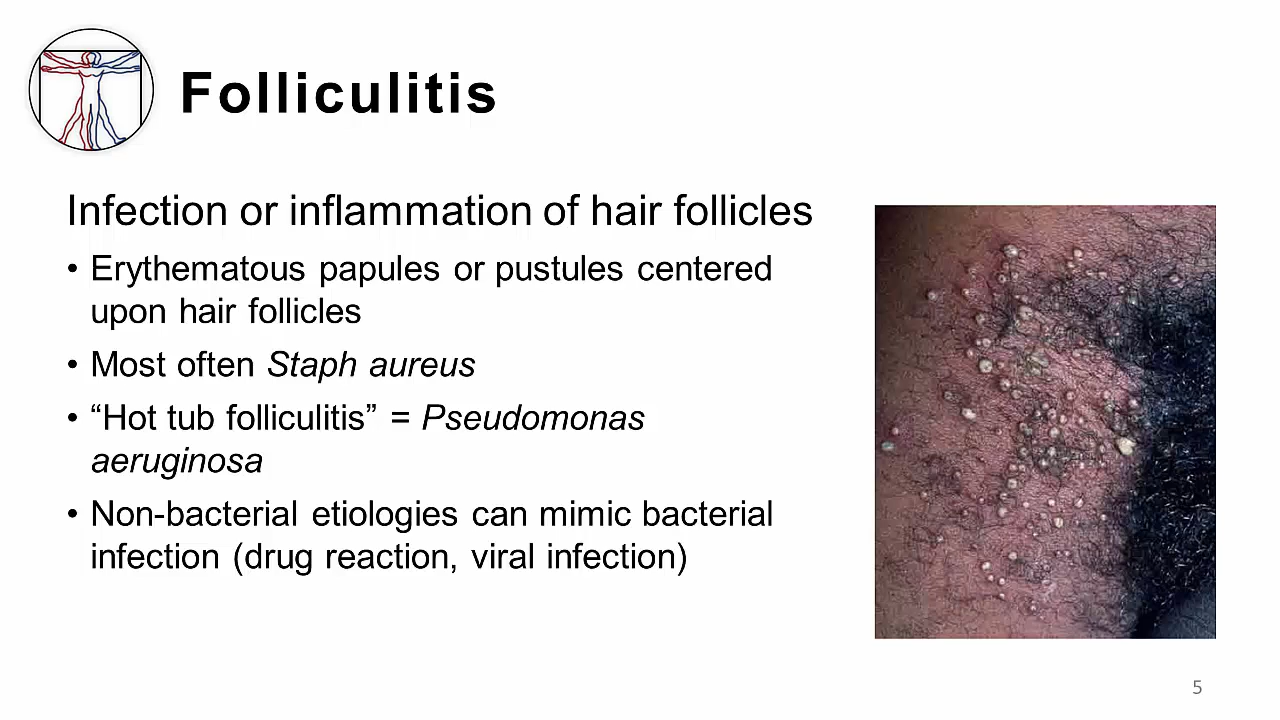 Folliculitis
Infection or inflammation of hair follicles
• Erythematous papules or pustules centered
upon hair follicles
• Most often Staph aureus
• “Hot tub folliculitis” = Pseudomonas
aeruginosa
• Non-bacterial etiologies can mimic bacterial
infection (drug reaction, viral infection)
5